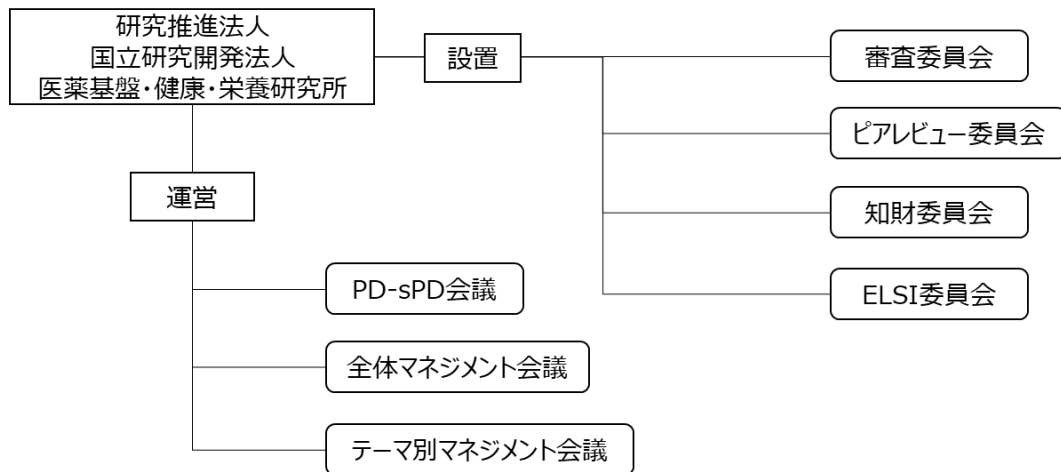 研究推進法人
国立研究開発法人
医薬基盤・健康・栄養研究所
設置
審査委員会
ピアレビュー委員会
知財委員会
ELSI委員会
運営
PD-sPD会議
全体マネジメント会議
テーマ別マネジメント会議